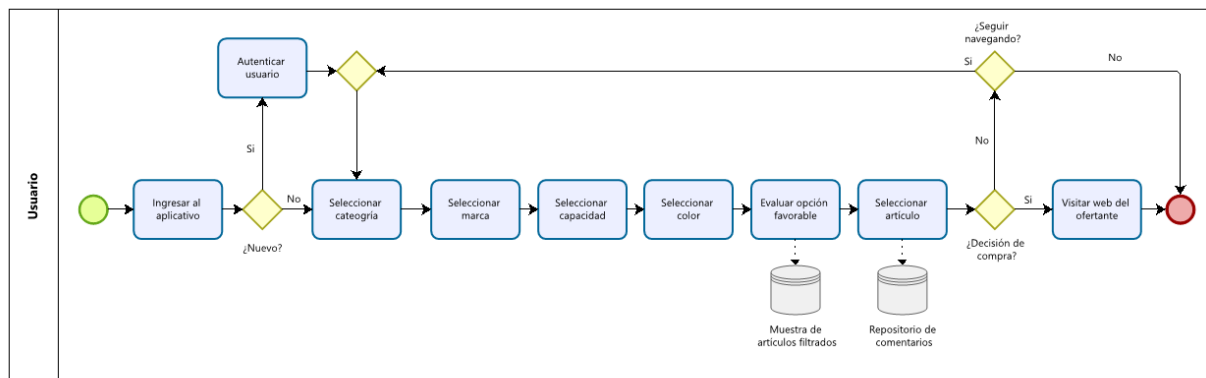 Usuario
¿Seguir
navegando?
Autenticar
usuario
Si
No
Si
No
Ingresar al
aplicativo
¿Nuevo?
No
Seleccionar
cateogría
Seleccionar
marca
Seleccionar
capacidad
Seleccionar
color
Evaluar opción
favorable
Seleccionar
artículo
¿Decisión de
compra?
Si
Visitar web del
ofertante
Muestra de
artículos filtrados
Repositorio de
comentarios